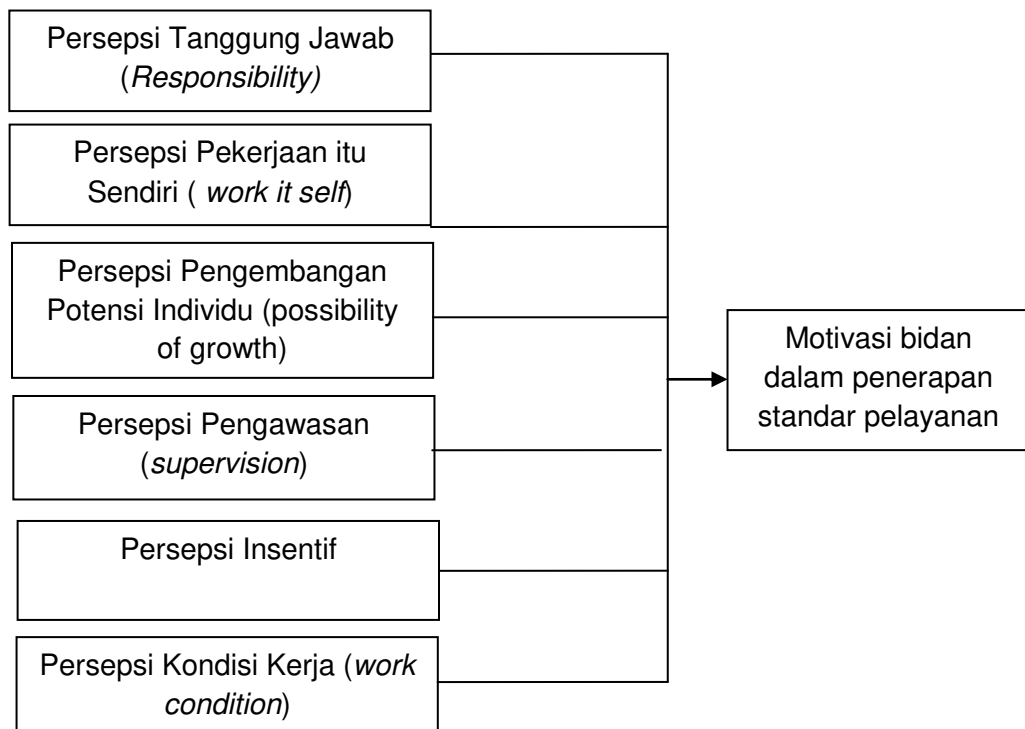 Persepsi Tanggung Jawab
(Responsibility)
Persepsi Pekerjaan itu
Sendiri ( work it self)
Persepsi Pengembangan
Potensi Individu (possibility
of growth)
Persepsi Pengawasan
(supervision)
Persepsi Insentif
Persepsi Kondisi Kerja (work
condition)
Motivasi bidan
dalam penerapan
standar pelayanan